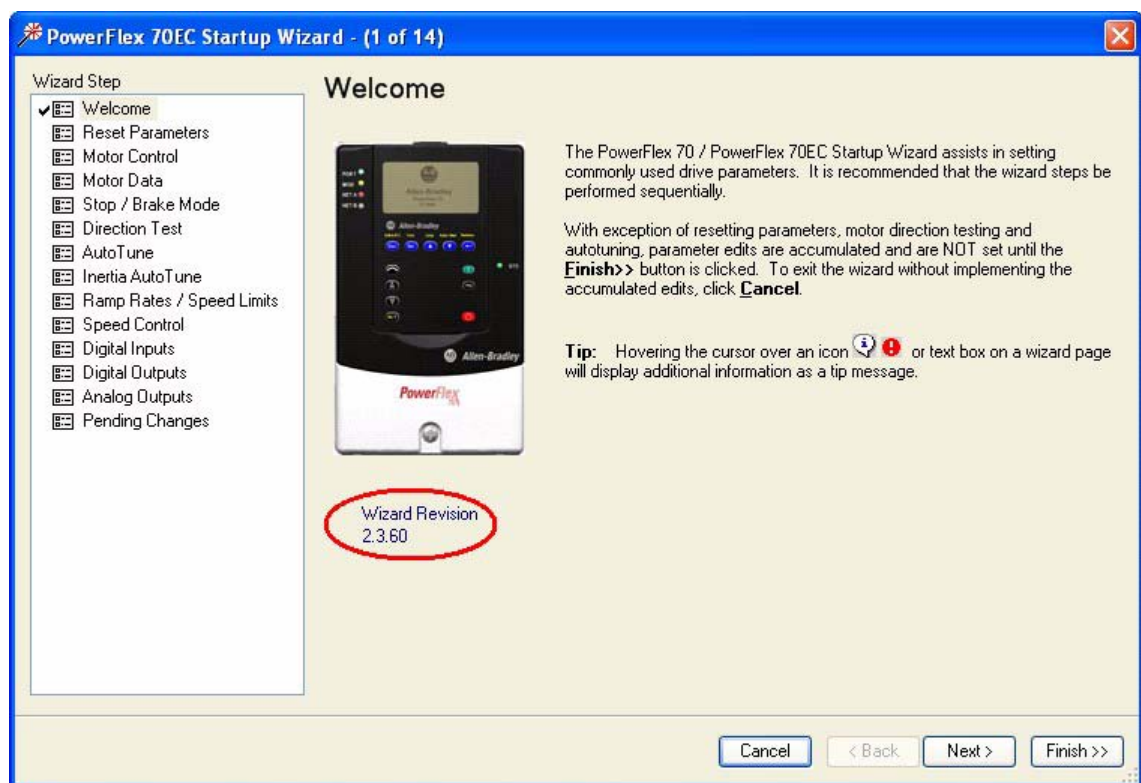 PowerFlex 70EC Startup Wizard - (1 of 14)
Wizard Step
Welcome
Reset Parameters
Motor Control
Motor Data
Stop / Brake Mode
Direction Test
AutoTune
Inertia AutoTune
Ramp Rates / Speed Limits
Speed Control
Digital Inputs
Digital Outputs
Analog Outputs
Pending Changes
Welcome
Allen-Bradley
Allen-Bradley
Allen-Bradley
PowerFlex
Wizard Revision
2.3.60
The PowerFlex 70 / PowerFlex 70EC Startup Wizard assists in setting
commonly used drive parameters. It is recommended that the wizard steps be
performed sequentially.
With exception of resetting parameters, motor direction testing and
autotuning, parameter edits are accumulated and are NOT set until the
Finish>> button is clicked. To exit the wizard without implementing the
accumulated edits, click Cancel.
Tip: Hovering the cursor over an icon or text box on a wizard page
will display additional information as a tip message.
Cancel
< Back
Next >
Finish >>